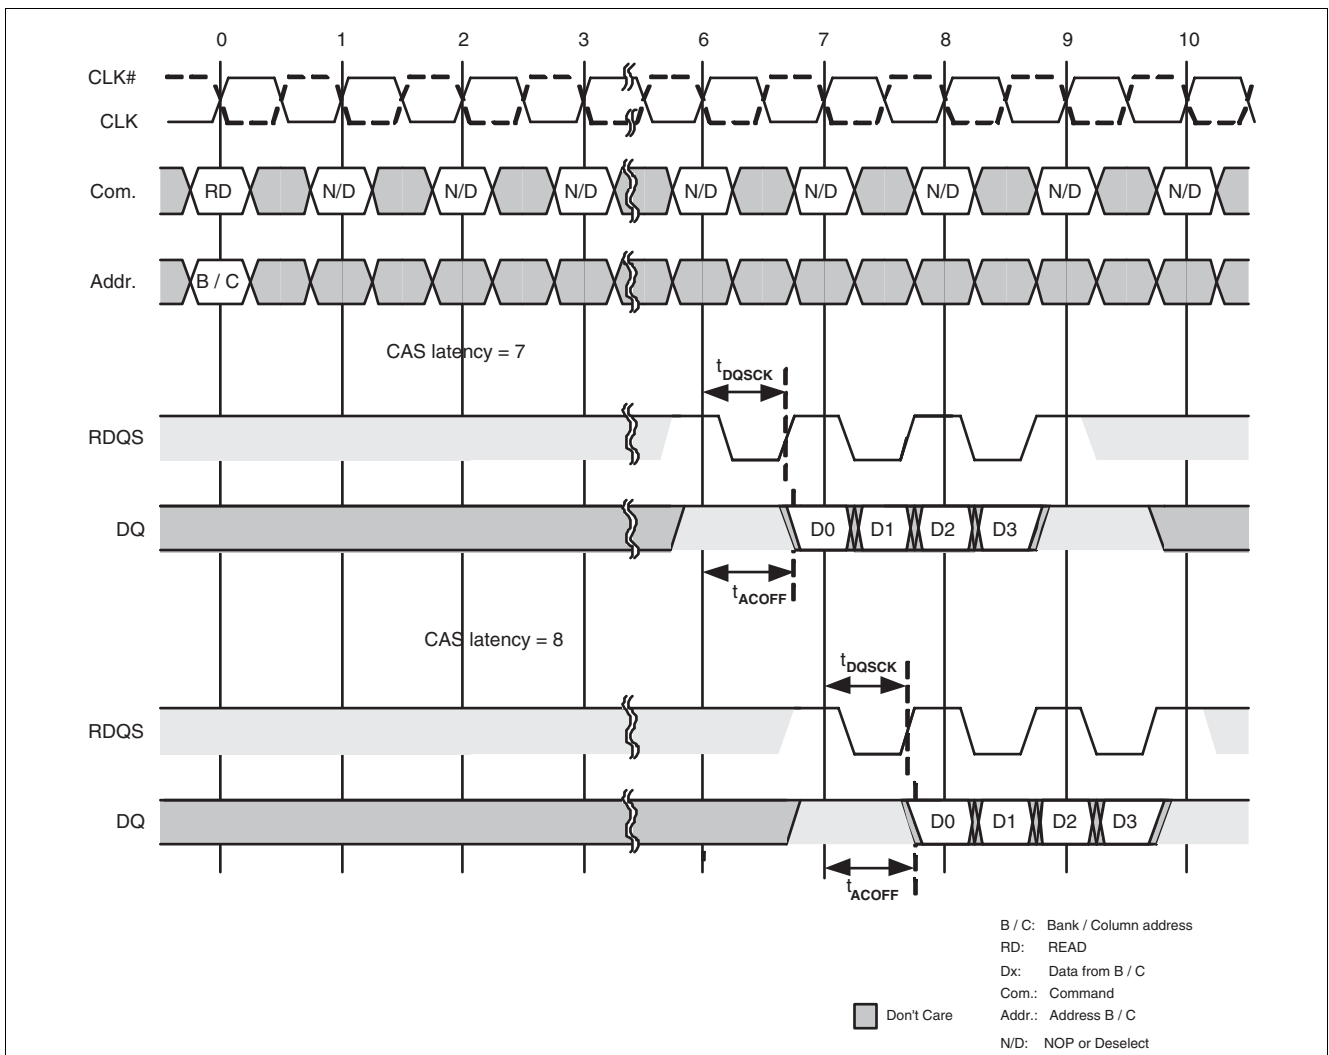 0 1 2 3 6 7 8 9 10
CLK#
CLK
Com. RD N/D N/D N/D N/D N/D N/D N/D N/D
Addr. B / C
CAS latency = 7
tDQSCK
RDQS
DQ D0 D1 D2 D3
tACOFF
CAS latency = 8
tDQSCK
RDQS
DQ D0 D1 D2 D3
tACOFF
B / C: Bank / Column address
RD: READ
Dx: Data from B / C
Com.: Command
Don't Care Addr.: Address B / C
N/D: NOP or Deselect